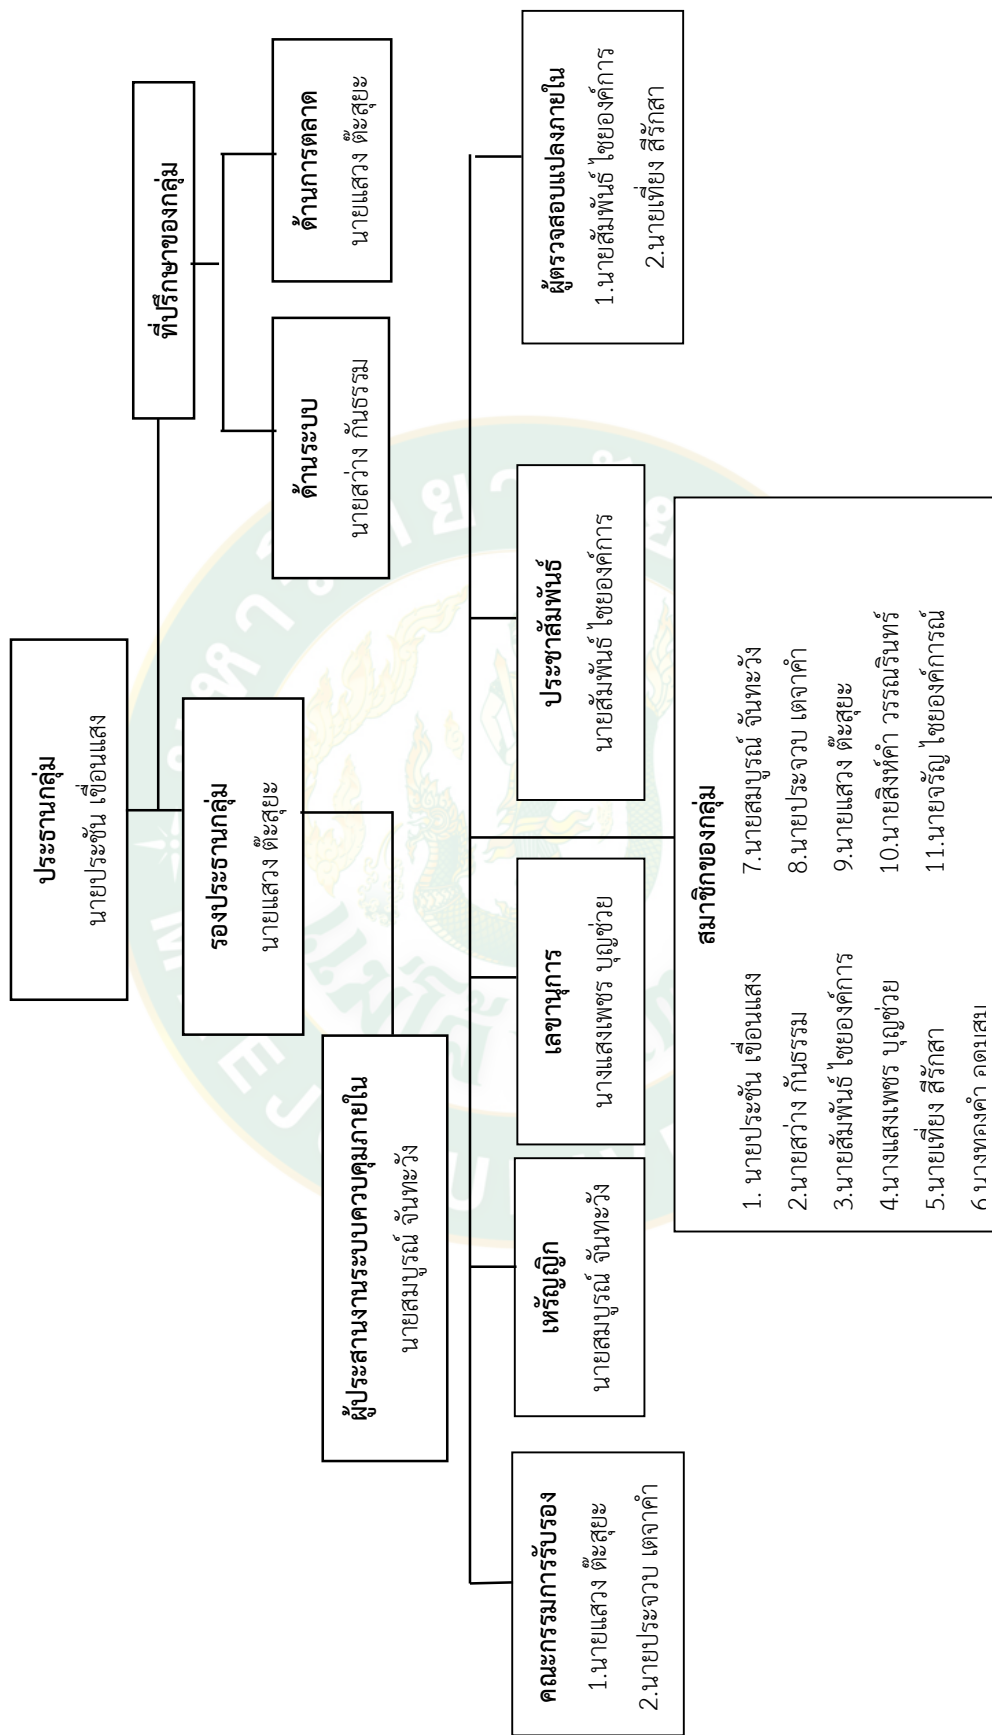 ประธานกลุ่ม
นายประชัน เขื่อนแสง
ที่ปรึกษาของกลุ่ม
รองประธานกลุ่ม
นายแสวง ต๊ะสุยะ
ด้านระบบ
นายสว่าง กันธรรม
ด้านการตลาด
นายแสวง ต๊ะสุยะ
ผู้ประสานงานระบบควบคุมภายใน
นายสมบูรณ์ จันทะวัง
คณะกรรมการรับรอง
1.นายแสวง ต๊ะสุยะ
2.นายประจวบ เตจาคำ
เหรัญญิก
นายสมบูรณ์ จันทะวัง
เลขานุการ
นางแสงเพชร บุญช่วย
ประชาสัมพันธ์
นายสัมพันธ์ ไชยองค์การ
ผู้ตรวจสอบแปลงภายใน
1.นายสัมพันธ์ ไชยองค์การ
2.นายเที่ยง สีรักสา
สมาชิกของกลุ่ม
1. นายประชัน เขื่อนแสง
2.นายสว่าง กันธรรม
3.นายสัมพันธ์ ไชยองค์การ
4.นางแสงเพชร บุญช่วย
5.นายเที่ยง สีรักสา
6.นางทองคำ อุดมสม
7.นายสมบูรณ์ จันทะวัง
8.นายประจวบ เตจาคำ
9.นายแสวง ต๊ะสุยะ
10.นายสิงห์คำ วรรณรินทร์
11.นายจรัญ ไชยองค์การณ์